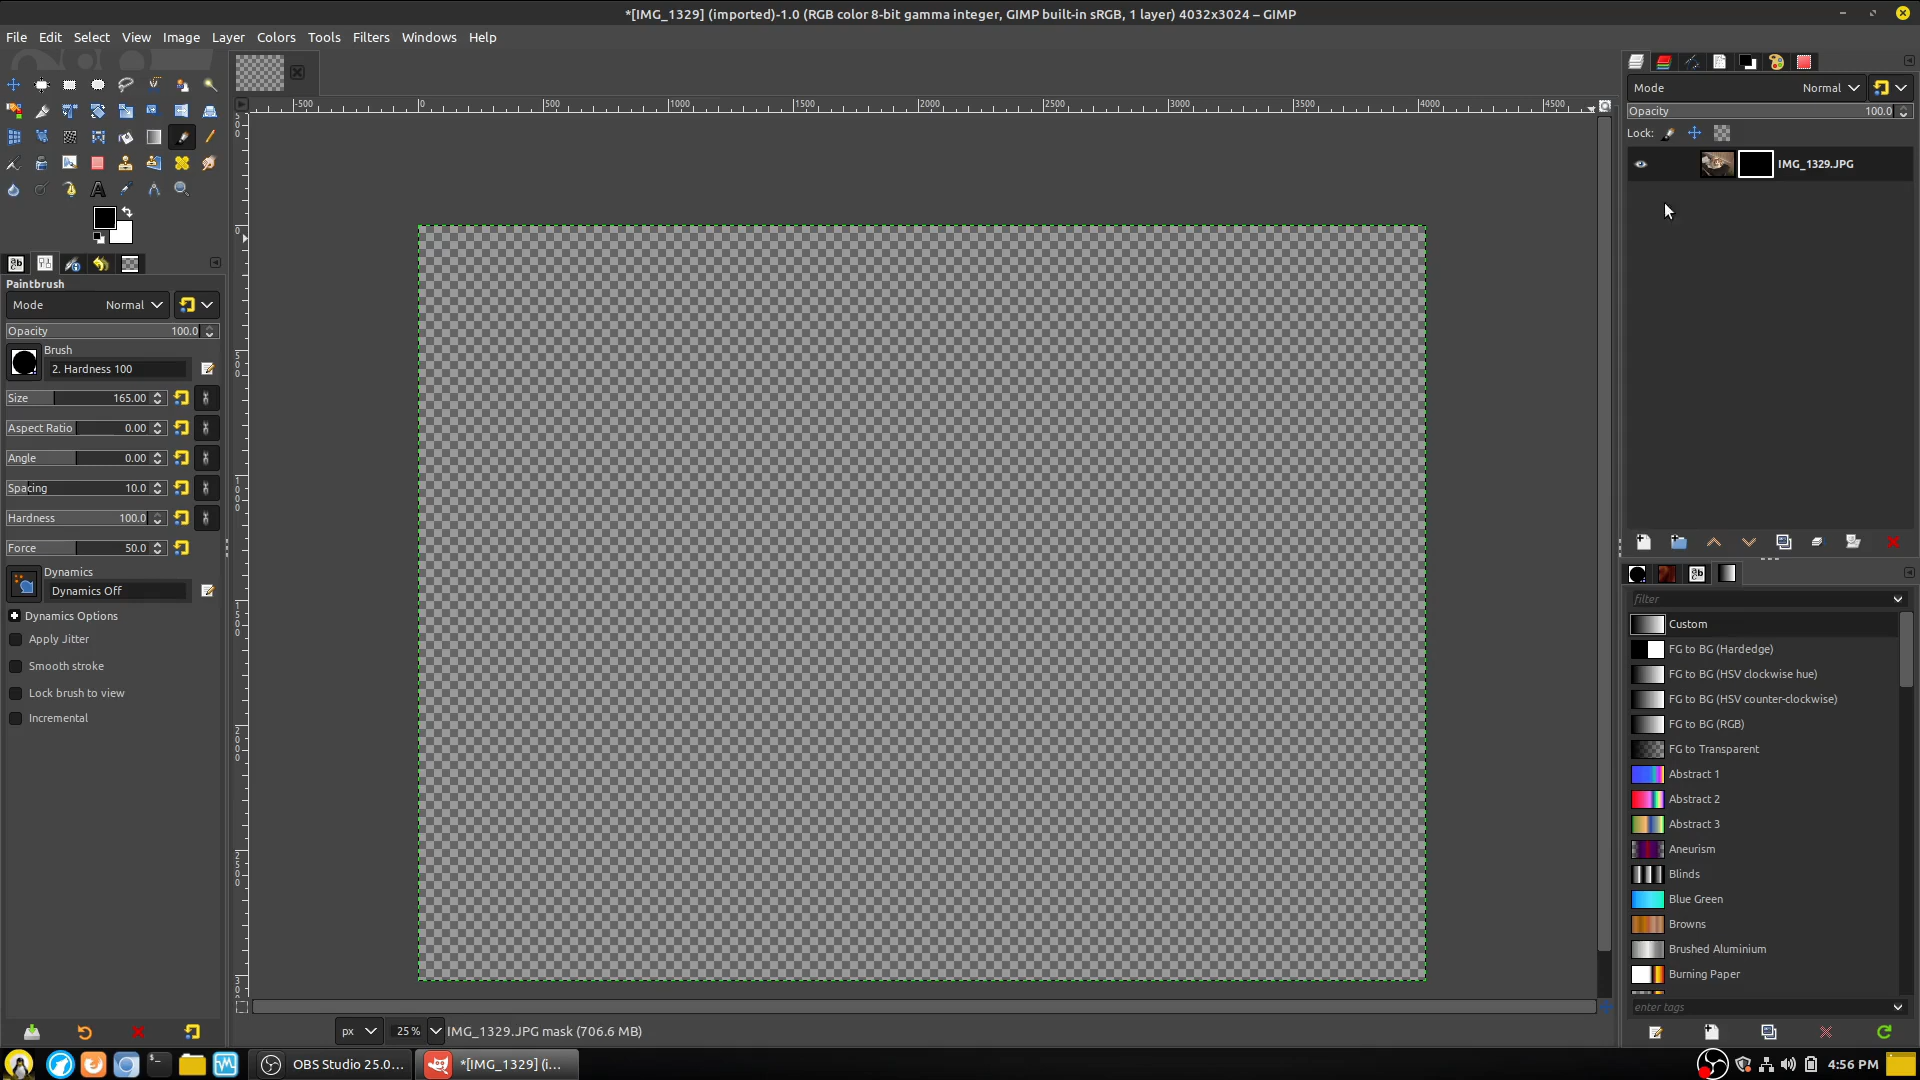 *[IMG_1329] (imported)-1.0 (RGB color 8-bit gamma integer, GIMP built-in sRGB, 1 layer) 4032x3024 – GIMP
File Edit Select View Image Layer Colors Tools Filters Windows Help
-500 0 500 1000 1500 2000 2500 3000 3500 4000 4500
Mode Normal
Opacity 100.0
Lock:
IMG_1329.JPG
Paintbrush
Mode Normal
Opacity 100.0
Brush
2. Hardness 100
Size 165.00
Aspect Ratio 0.00
Angle 0.00
Spacing 10.0
Hardness 100.0
Force 50.0
Dynamics
Dynamics Off
Dynamics Options
Apply Jitter
Smooth stroke
Lock brush to view
Incremental
0
500
1000
1500
2000
2500
filter
Custom
FG to BG (Hardedge)
FG to BG (HSV clockwise hue)
FG to BG (HSV counter-clockwise)
FG to BG (RGB)
FG to Transparent
Abstract 1
Abstract 2
Abstract 3
Aneurism
Blinds
Blue Green
Browns
Brushed Aluminium
Burning Paper
enter tags
px 25 % IMG_1329.JPG mask (706.6 MB)
OBS Studio 25.0... *[IMG_1329] (i... 4:56 PM